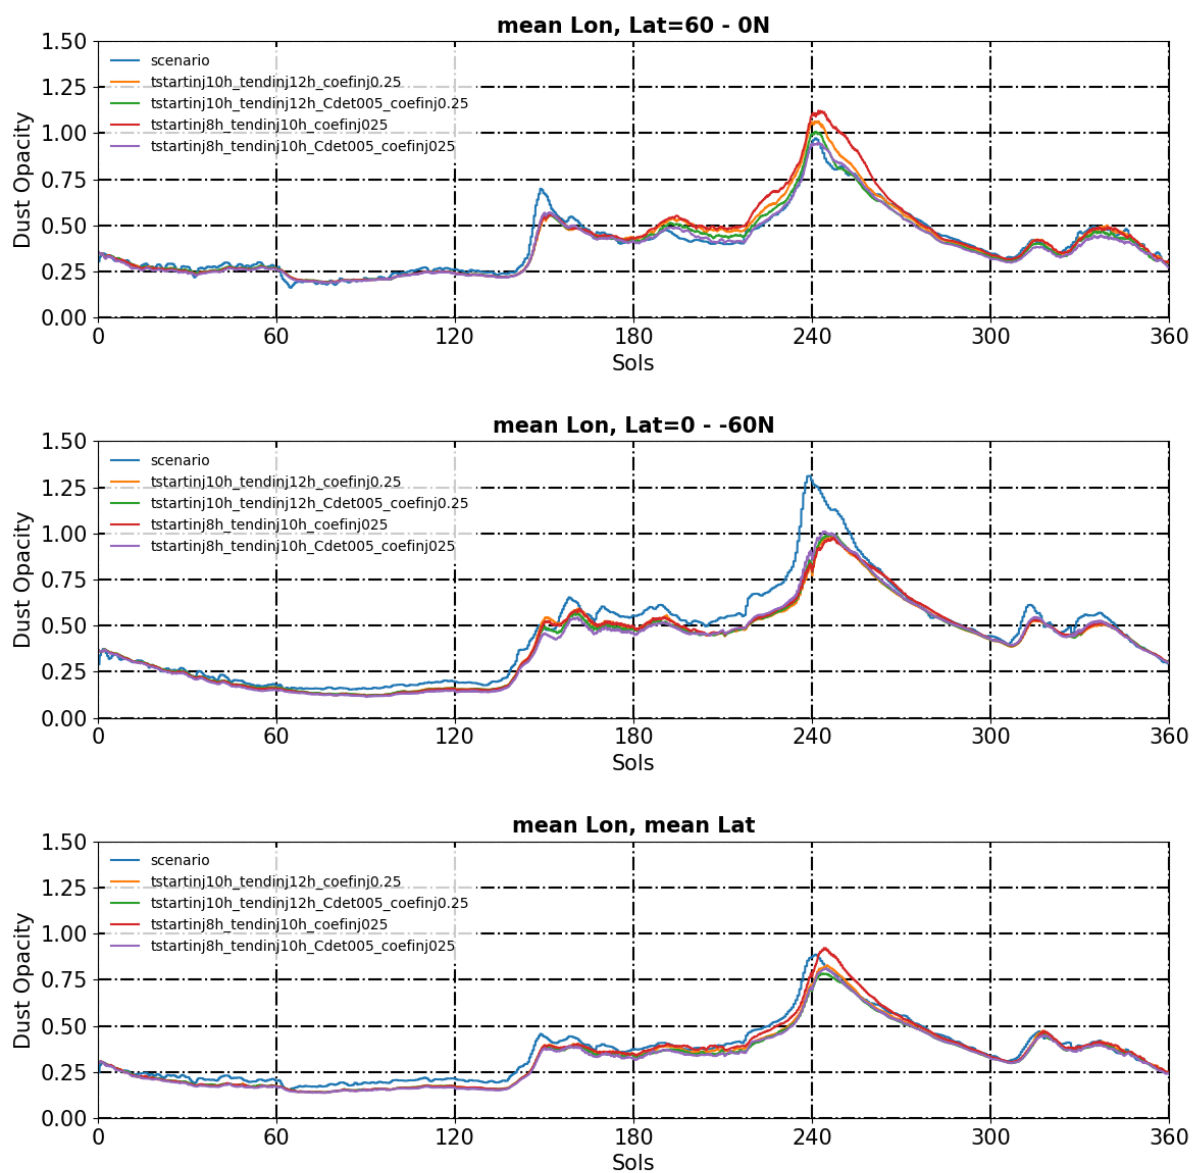 mean Lon, Lat=60 - 0N
1.50
1.25
1.00
0.75
0.50
0.25
0.00
Dust Opacity
scenario
tstartinj10h_tendinj12h_coefinj0.25
tstartinj10h_tendinj12h_Cdet005_coefinj0.25
tstartinj8h_tendinj10h_coefinj025
tstartinj8h_tendinj10h_Cdet005_coefinj025
0 60 120 180 240 300 360
Sols
mean Lon, Lat=0 - -60N
1.50
1.25
1.00
0.75
0.50
0.25
0.00
Dust Opacity
scenario
tstartinj10h_tendinj12h_coefinj0.25
tstartinj10h_tendinj12h_Cdet005_coefinj0.25
tstartinj8h_tendinj10h_coefinj025
tstartinj8h_tendinj10h_Cdet005_coefinj025
0 60 120 180 240 300 360
Sols
mean Lon, mean Lat
1.50
1.25
1.00
0.75
0.50
0.25
0.00
Dust Opacity
scenario
tstartinj10h_tendinj12h_coefinj0.25
tstartinj10h_tendinj12h_Cdet005_coefinj0.25
tstartinj8h_tendinj10h_coefinj025
tstartinj8h_tendinj10h_Cdet005_coefinj025
0 60 120 180 240 300 360
Sols